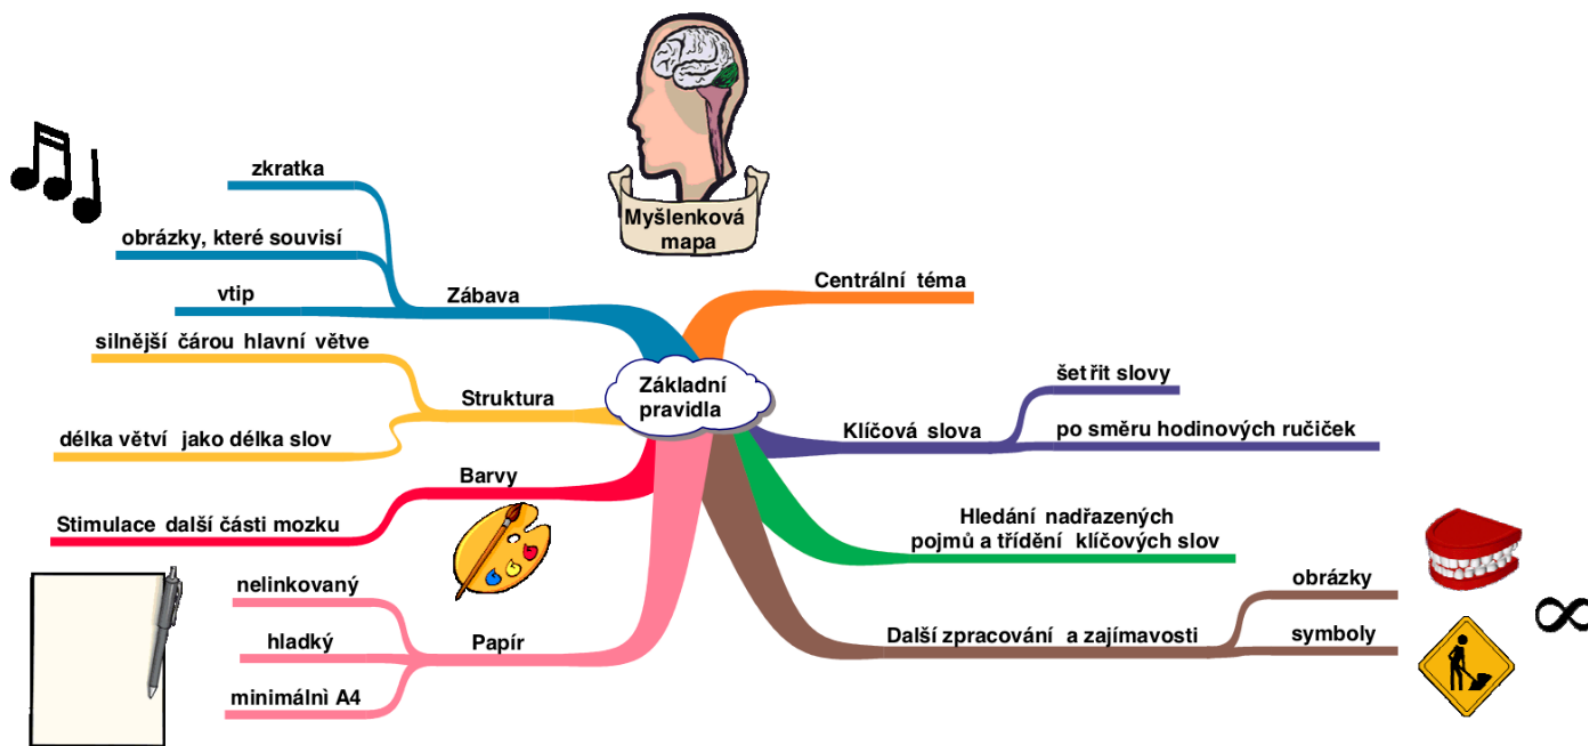 Myšlenková
mapa
Základní
pravidla
Centrální téma
Klíčová slova
šetřit slovy
po směru hodinových ručiček
Hledání nadřazených
pojmů a třídění klíčových slov
Další zpracování a zajímavosti
obrázky
symboly
Papír
nelinkovaný
hladký
minimálnì A4
Barvy
Stimulace další části mozku
Struktura
silnější čárou hlavní větve
délka větví jako délka slov
Zábava
zkratka
obrázky, které souvisí
vtip
∞